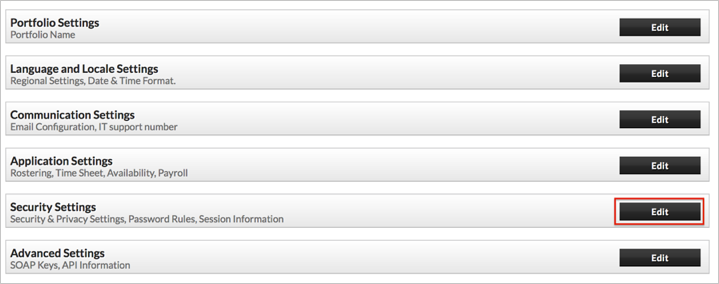 Portfolio Settings
Portfolio Name
Edit
Language and Locale Settings
Regional Settings, Date & Time Format.
Edit
Communication Settings
Email Configuration, IT support number
Edit
Application Settings
Rostering, Time Sheet, Availability, Payroll
Edit
Security Settings
Security & Privacy Settings, Password Rules, Session Information
Edit
Advanced Settings
SOAP Keys, API Information
Edit